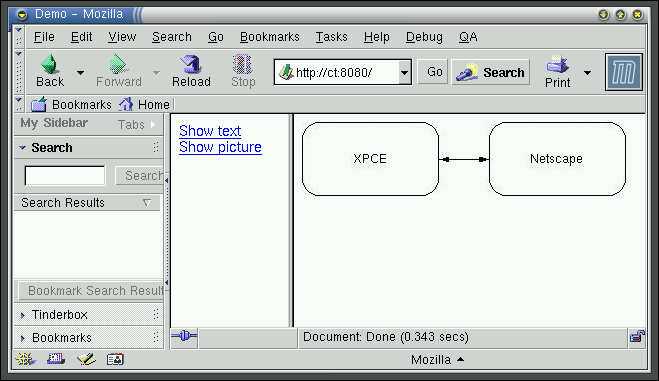 Demo - Mozilla
File Edit View Search Go Bookmarks Tasks Help Debug QA
Back Forward Reload Stop http://ct:8080/ Go Search Print
Bookmarks Home
My Sidebar Tabs
Search
Search
Search Results
Bookmark Search Result
Tinderbox
Bookmarks
Show text
Show picture
XPCE Netscape
Document: Done (0.343 secs)
Mozilla